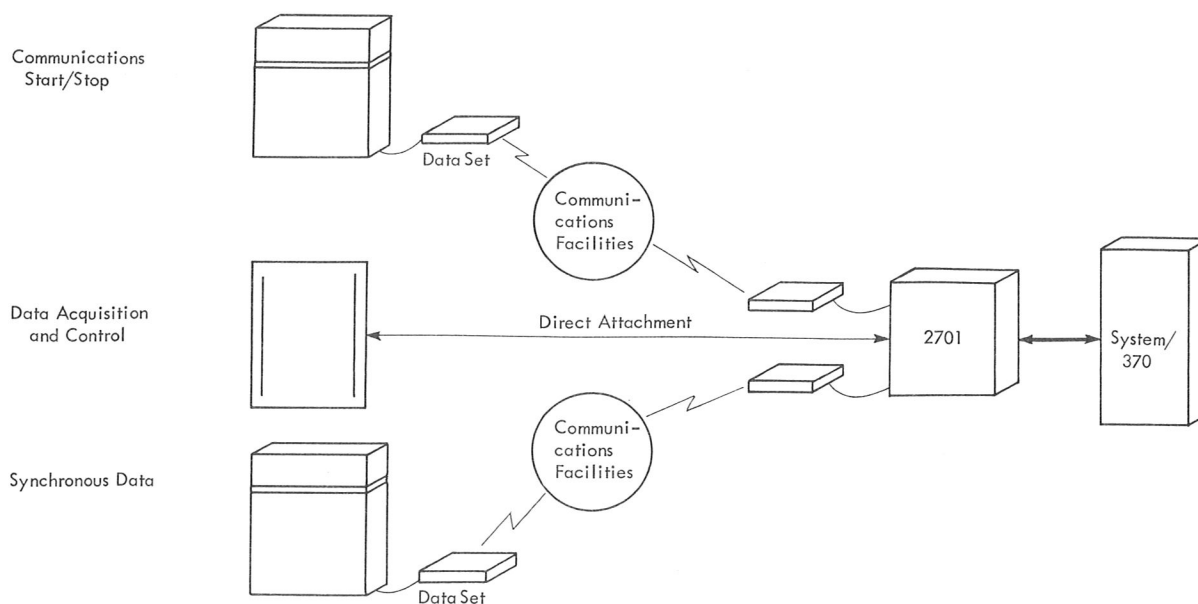 Communications
Start/Stop
Data Set
Communi-
cations
Facilities
Data Acquisition
and Control
Direct Attachment
2701
System/
370
Communi-
cations
Facilities
Synchronous Data
Data Set